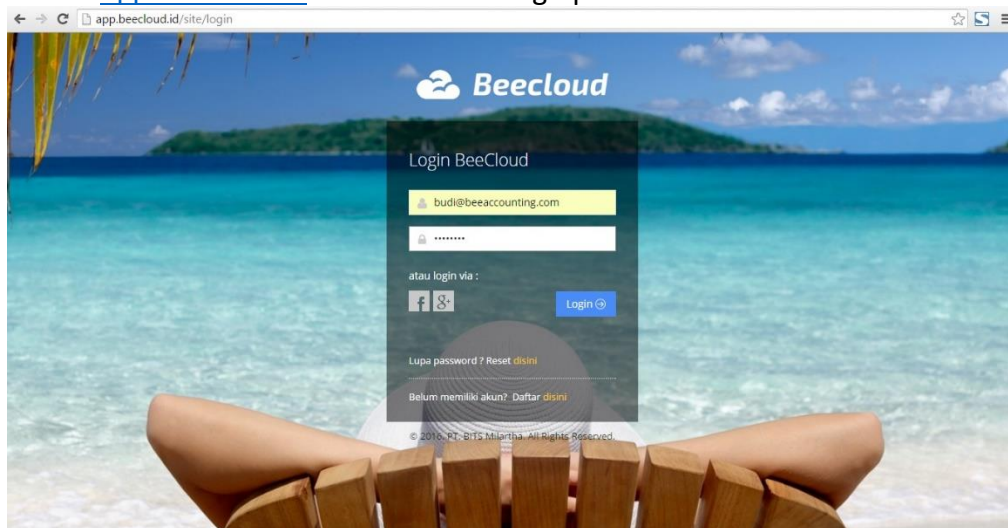 app.beecloud.id/site/login
Beecloud
Login BeeCloud
budi@beeaccounting.com
••••••••
atau login via :
f g+
Login
Lupa password ? Reset disini
Belum memiliki akun? Daftar disini
© 2016. PT. BITS Miliartha. All Rights Reserved.